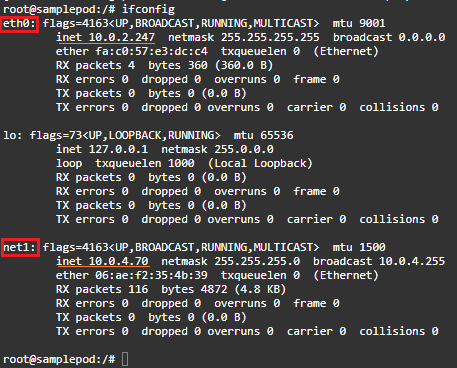 root@samplepod:/# ifconfig
eth0: flags=4163<UP,BROADCAST,RUNNING,MULTICAST>  mtu 9001
inet 10.0.2.247  netmask 255.255.255.255  broadcast 0.0.0.0
ether fa:c0:57:e3:dc:c4  txqueuelen 0  (Ethernet)
RX packets 4  bytes 360 (360.0 B)
RX errors 0  dropped 0  overruns 0  frame 0
TX packets 0  bytes 0 (0.0 B)
TX errors 0  dropped 0 overruns 0  carrier 0  collisions 0
lo: flags=73<UP,LOOPBACK,RUNNING>  mtu 65536
inet 127.0.0.1  netmask 255.0.0.0
loop  txqueuelen 1000  (Local Loopback)
RX packets 0  bytes 0 (0.0 B)
RX errors 0  dropped 0  overruns 0  frame 0
TX packets 0  bytes 0 (0.0 B)
TX errors 0  dropped 0 overruns 0  carrier 0  collisions 0
net1: flags=4163<UP,BROADCAST,RUNNING,MULTICAST>  mtu 1500
inet 10.0.4.70  netmask 255.255.255.0  broadcast 10.0.4.255
ether 06:ae:f2:35:4b:39  txqueuelen 0  (Ethernet)
RX packets 116  bytes 4872 (4.8 KB)
RX errors 0  dropped 0  overruns 0  frame 0
TX packets 0  bytes 0 (0.0 B)
TX errors 0  dropped 0 overruns 0  carrier 0  collisions 0
root@samplepod:/#